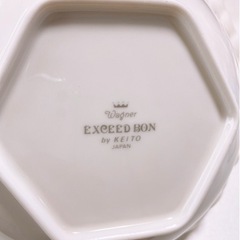 Wagner
EXCEED BON
by KEITO
JAPAN